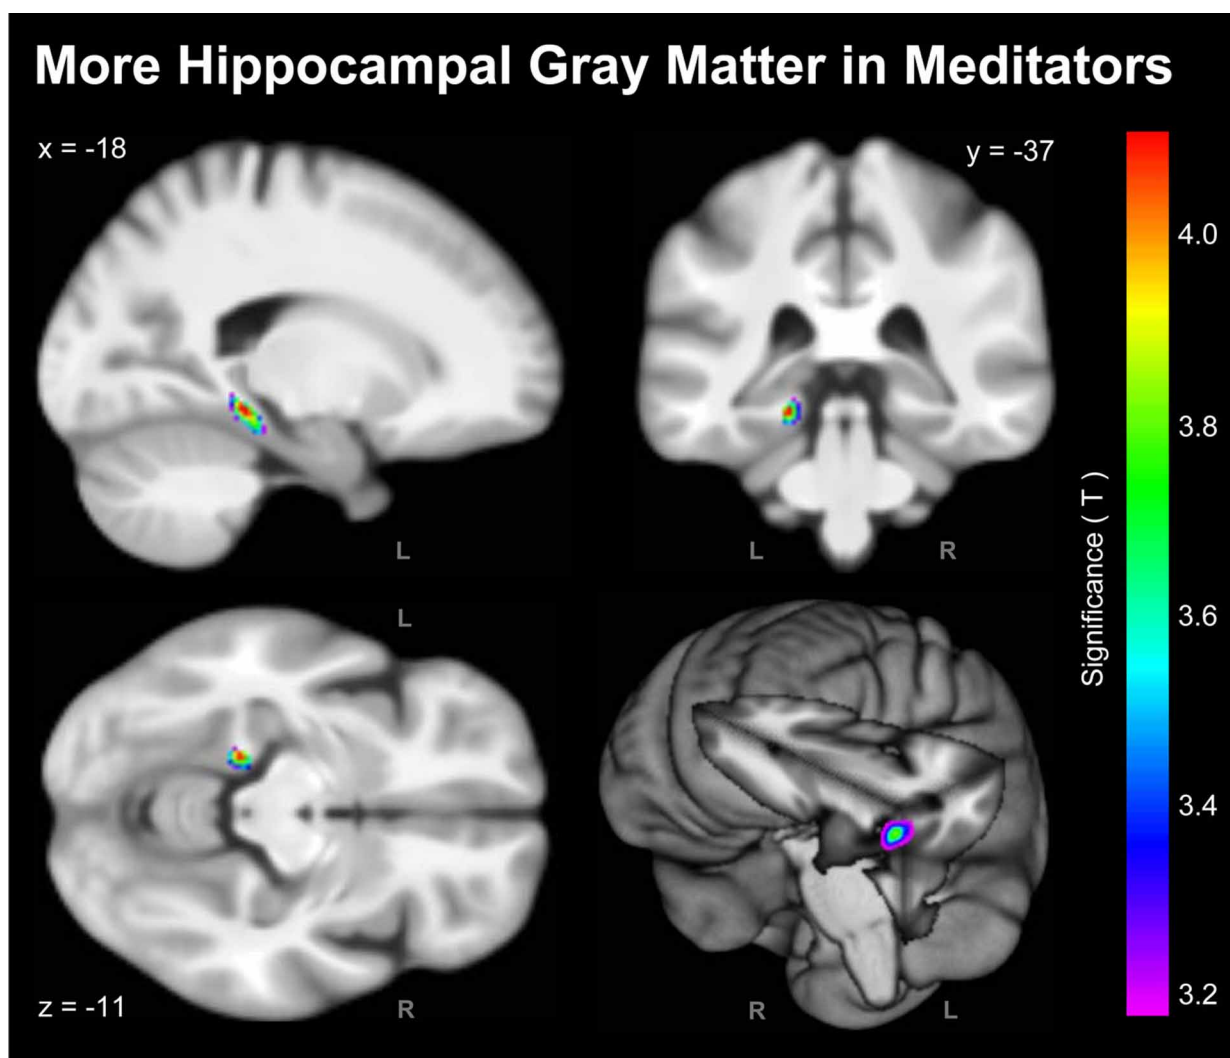 More Hippocampal Gray Matter in Meditators
x = -18
y = -37
L
L
R
L
z = -11
R
R
L
4.0
3.8
3.6
3.4
3.2
Significance ( T )